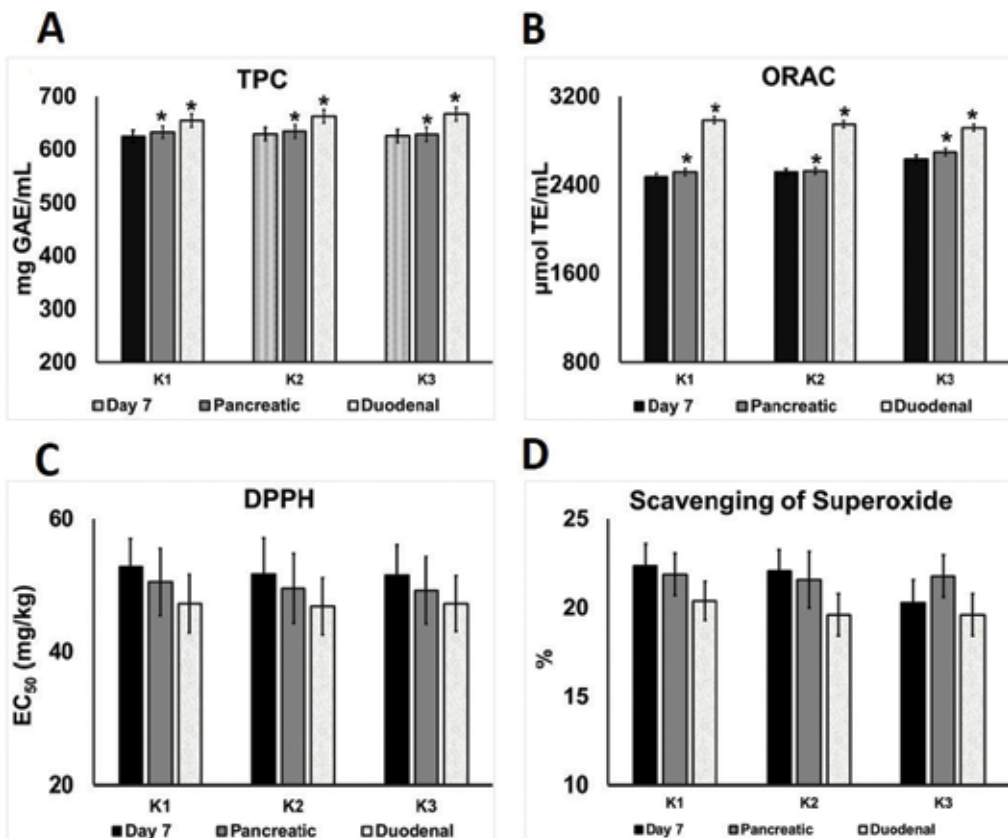 A
TPC
700
600
500
400
300
200
mg GAE/mL
* * * * * *
K1 K2 K3
Day 7 Pancreatic Duodenal
B
ORAC
3200
2400
1600
800
µmol TE/mL
* * * * * *
K1 K2 K3
Day 7 Pancreatic Duodenal
C
DPPH
60
40
20
EC₅₀ (mg/kg)
K1 K2 K3
Day 7 Pancreatic Duodenal
D
Scavenging of Superoxide
25
20
15
10
%
K1 K2 K3
Day 7 Pancreatic Duodenal